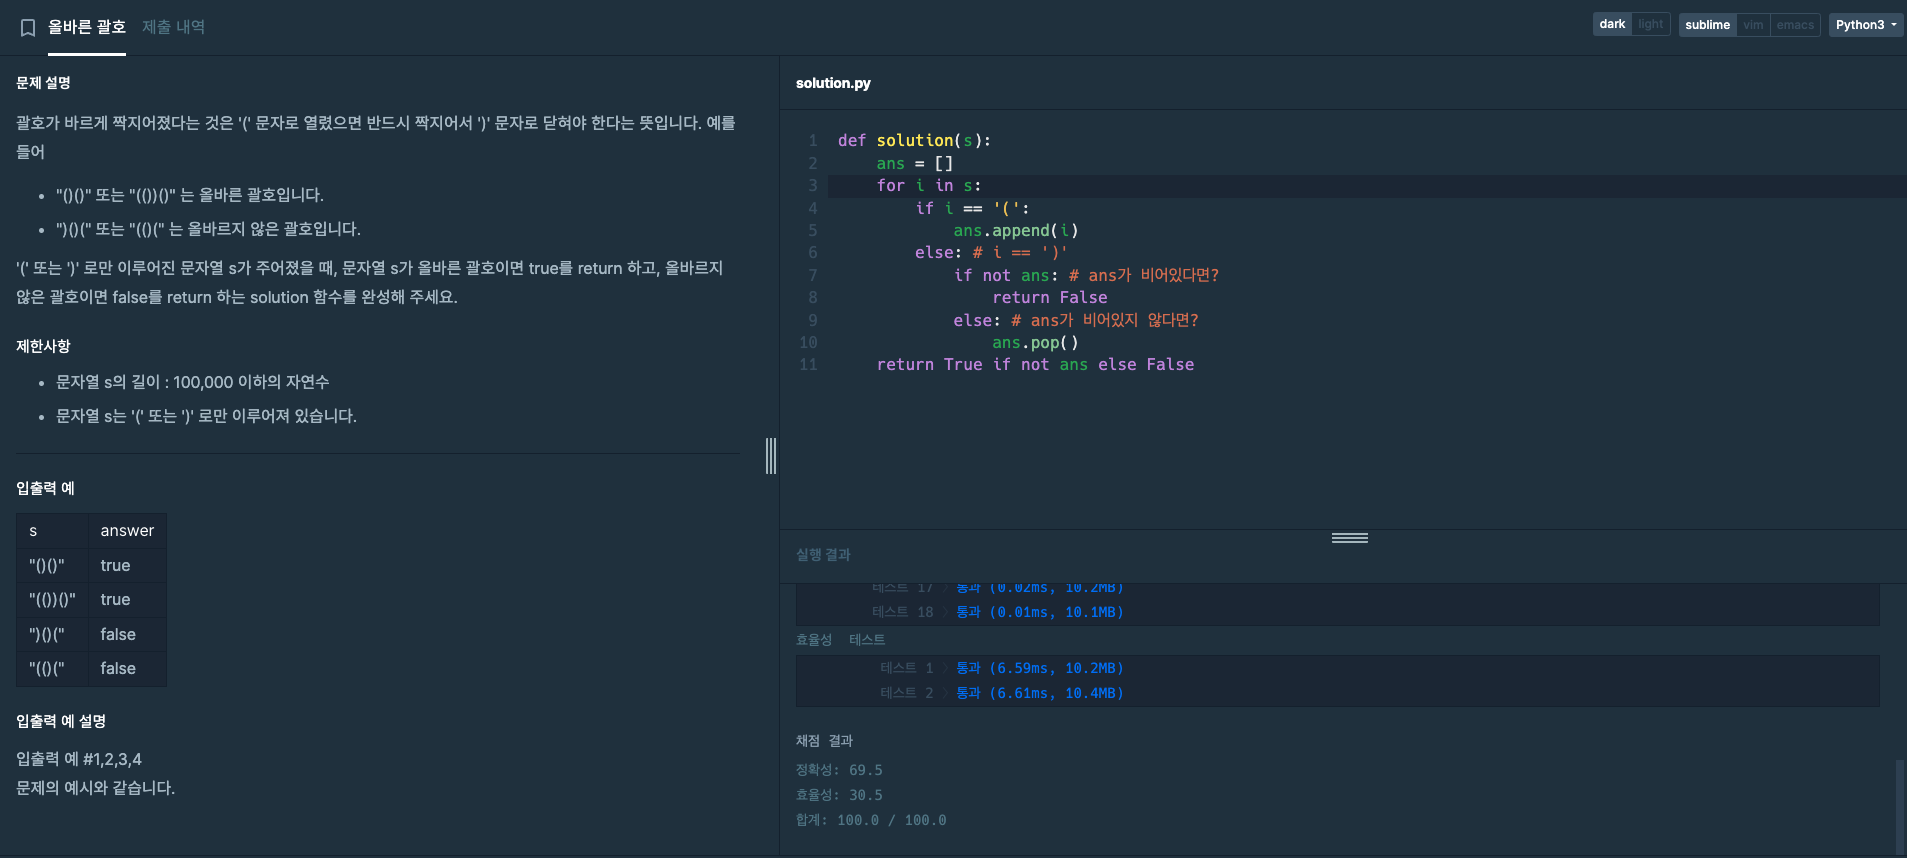 올바른 괄호 제출 내역
dark light sublime vim emacs Python3
문제 설명
괄호가 바르게 짝지어졌다는 것은 '(' 문자로 열렸으면 반드시 짝지어서 ')' 문자로 닫혀야 한다는 뜻입니다. 예를
들어
• "()()" 또는 "(())()" 는 올바른 괄호입니다.
• ")()(" 또는 "(()(" 는 올바르지 않은 괄호입니다.
'(' 또는 ')' 로만 이루어진 문자열 s가 주어졌을 때, 문자열 s가 올바른 괄호이면 true를 return 하고, 올바르지
않은 괄호이면 false를 return 하는 solution 함수를 완성해 주세요.
제한사항
• 문자열 s의 길이 : 100,000 이하의 자연수
• 문자열 s는 '(' 또는 ')' 로만 이루어져 있습니다.
입출력 예
s answer
"()()" true
"(())()" true
")()(" false
"(()(" false
입출력 예 설명
입출력 예 #1,2,3,4
문제의 예시와 같습니다.
solution.py
1 def solution(s):
2 ans = []
3 for i in s:
4 if i == '(':
5 ans.append(i)
6 else: # i == ')'
7 if not ans: # ans가 비어있다면?
8 return False
9 else: # ans가 비어있지 않다면?
10 ans.pop()
11 return True if not ans else False
실행 결과
테스트 17 〉 통과 (0.02ms, 10.2MB)
테스트 18 〉 통과 (0.01ms, 10.1MB)
효율성 테스트
테스트 1 〉 통과 (6.59ms, 10.2MB)
테스트 2 〉 통과 (6.61ms, 10.4MB)
채점 결과
정확성: 69.5
효율성: 30.5
합계: 100.0 / 100.0